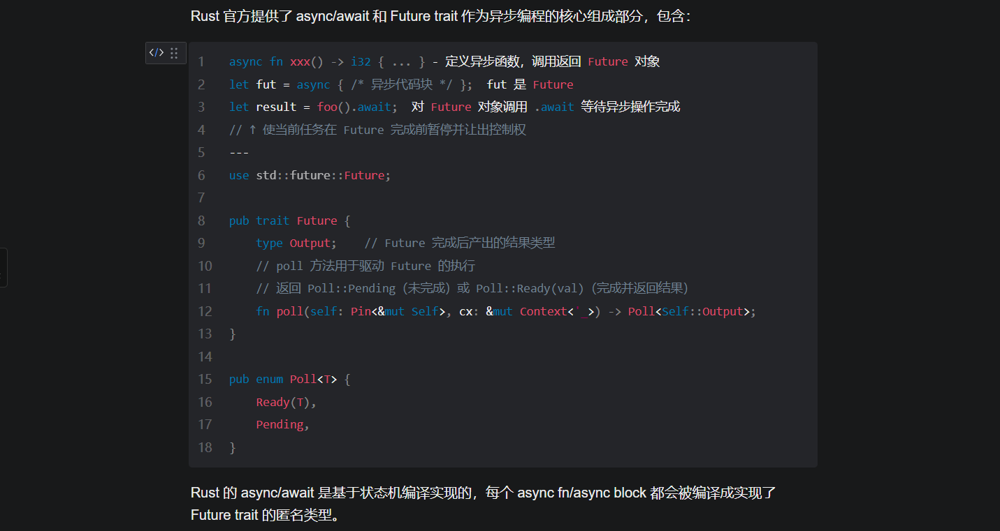 Rust 官方提供了 async/await 和 Future trait 作为异步编程的核心组成部分，包含：
</>
1 async fn xxx() -> i32 { ... } - 定义异步函数，调用返回 Future 对象
2 let fut = async { /* 异步代码块 */ };  fut 是 Future
3 let result = foo().await;  对 Future 对象调用 .await 等待异步操作完成
4 // ↑ 使当前任务在 Future 完成前暂停并让出控制权
5 ---
6 use std::future::Future;
7
8 pub trait Future {
9     type Output;    // Future 完成后产出的结果类型
10     // poll 方法用于驱动 Future 的执行
11     // 返回 Poll::Pending（未完成）或 Poll::Ready(val)（完成并返回结果）
12     fn poll(self: Pin<&mut Self>, cx: &mut Context<'_>) -> Poll<Self::Output>;
13 }
14
15 pub enum Poll<T> {
16     Ready(T),
17     Pending,
18 }
Rust 的 async/await 是基于状态机编译实现的，每个 async fn/async block 都会被编译成实现了
Future trait 的匿名类型。